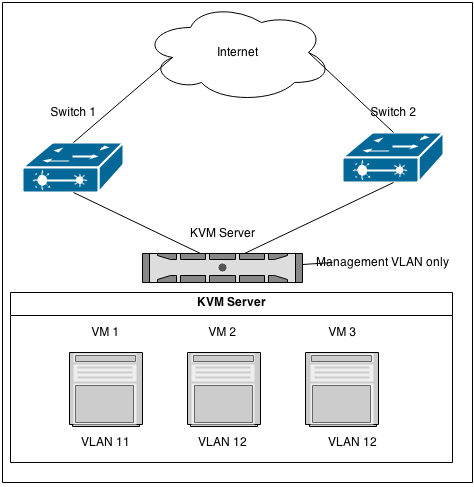 Internet
Switch 1
Switch 2
KVM Server
Management VLAN only
KVM Server
VM 1
VM 2
VM 3
VLAN 11
VLAN 12
VLAN 12